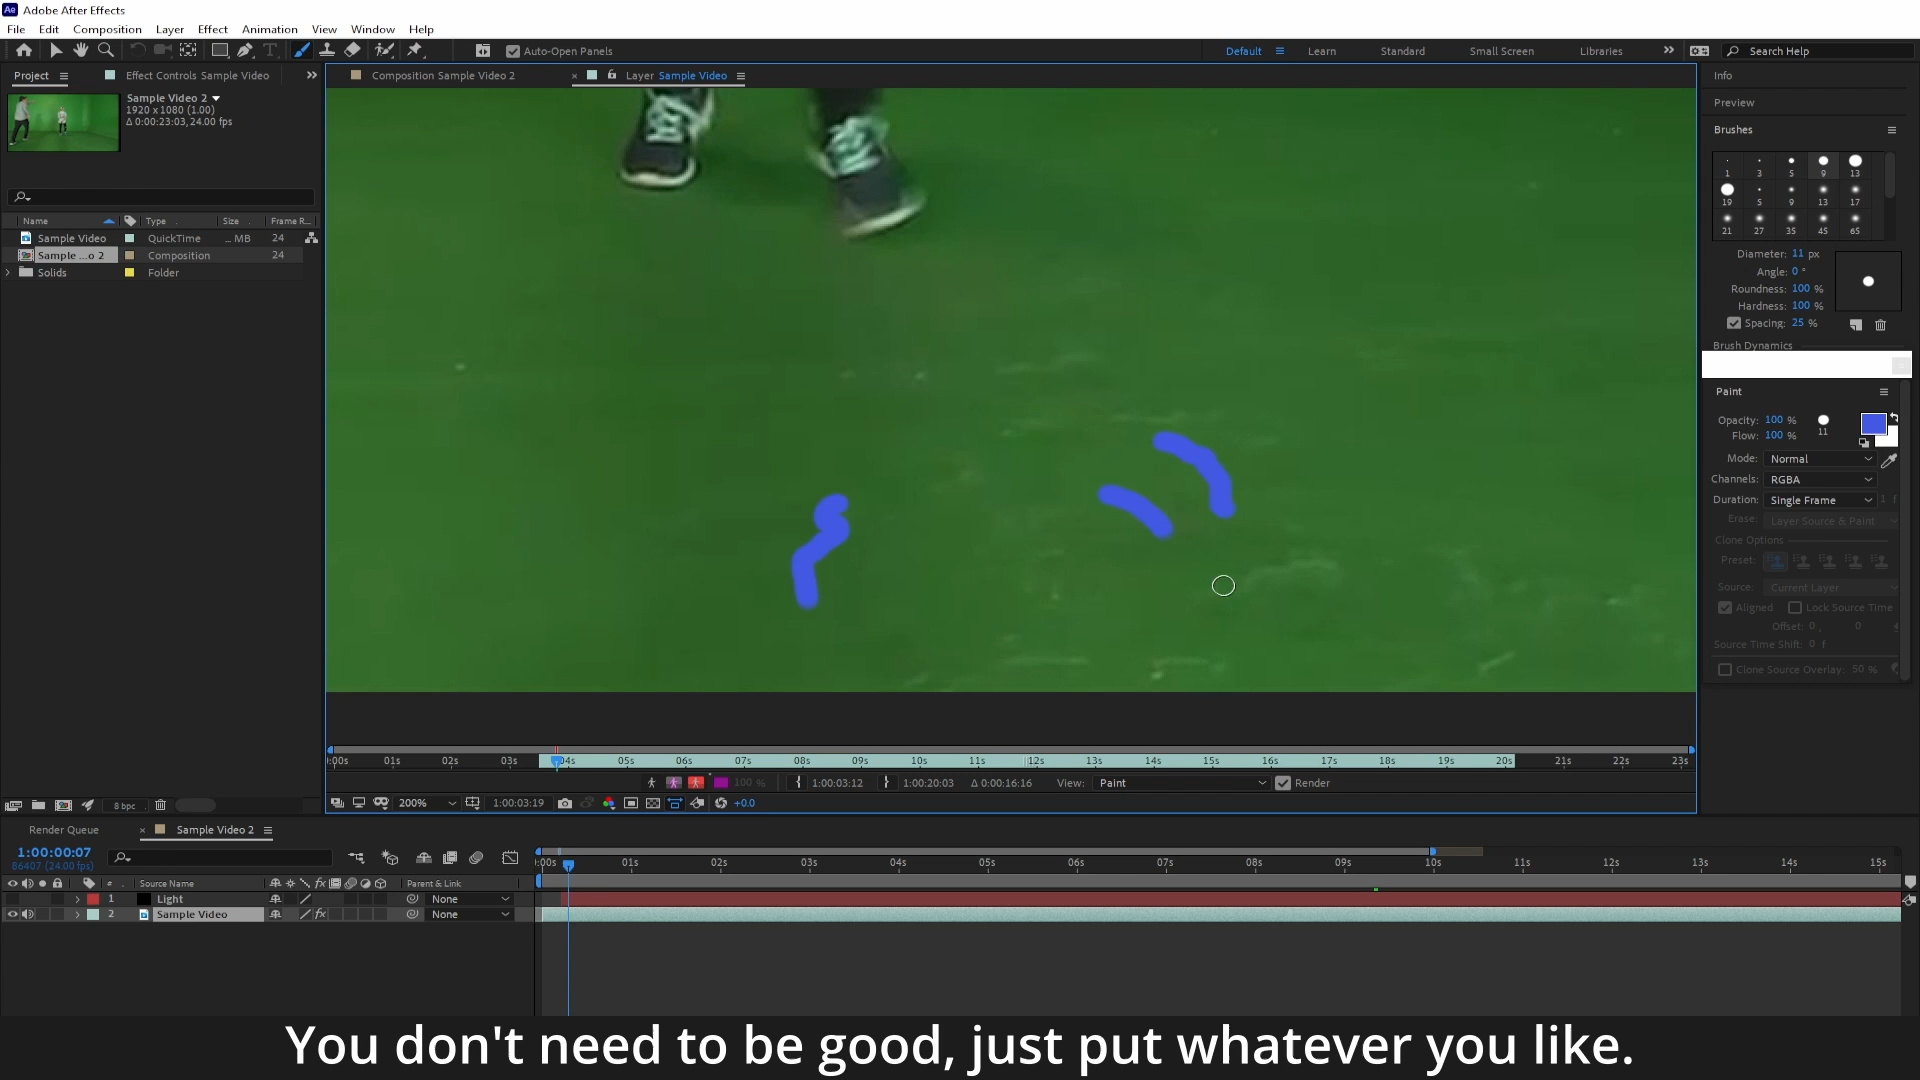 Ae Adobe After Effects
File Edit Composition Layer Effect Animation View Window Help
Auto-Open Panels Default Learn Standard Small Screen Libraries Search Help
Project Effect Controls Sample Video
Composition Sample Video 2 Layer Sample Video
Sample Video 2
1920 x 1080 (1.00)
Δ 0:00:23:03, 24.00 fps
Name Type Size Frame R...
Sample Video QuickTime ... MB 24
Sample ...o 2 Composition 24
Solids Folder
8 bpc
:00s 01s 02s 03s 04s 05s 06s 07s 08s 09s 10s 11s 12s 13s 14s 15s 16s 17s 18s 19s 20s 21s 22s 23s
100 % 1:00:03:12 1:00:20:03 Δ 0:00:16:16 View: Paint Render
200% 1:00:03:19 +0.0
Info
Preview
Brushes
1 3 5 9 13
19 5 9 13 17
21 27 35 45 65
Diameter: 11 px
Angle: 0 °
Roundness: 100 %
Hardness: 100 %
Spacing: 25 %
Brush Dynamics
Paint
Opacity: 100 %
Flow: 100 % 11
Mode: Normal
Channels: RGBA
Duration: Single Frame 1 f
Erase: Layer Source & Paint
Clone Options
Preset:
Source: Current Layer
Aligned Lock Source Time
Offset: 0 , 0
Source Time Shift: 0 f
Clone Source Overlay: 50 %
Render Queue Sample Video 2
1:00:00:07
86407 (24.00 fps)
:00s 01s 02s 03s 04s 05s 06s 07s 08s 09s 10s 11s 12s 13s 14s 15s
# Source Name fx Parent & Link
1 Light None
2 Sample Video fx None
You don't need to be good, just put whatever you like.